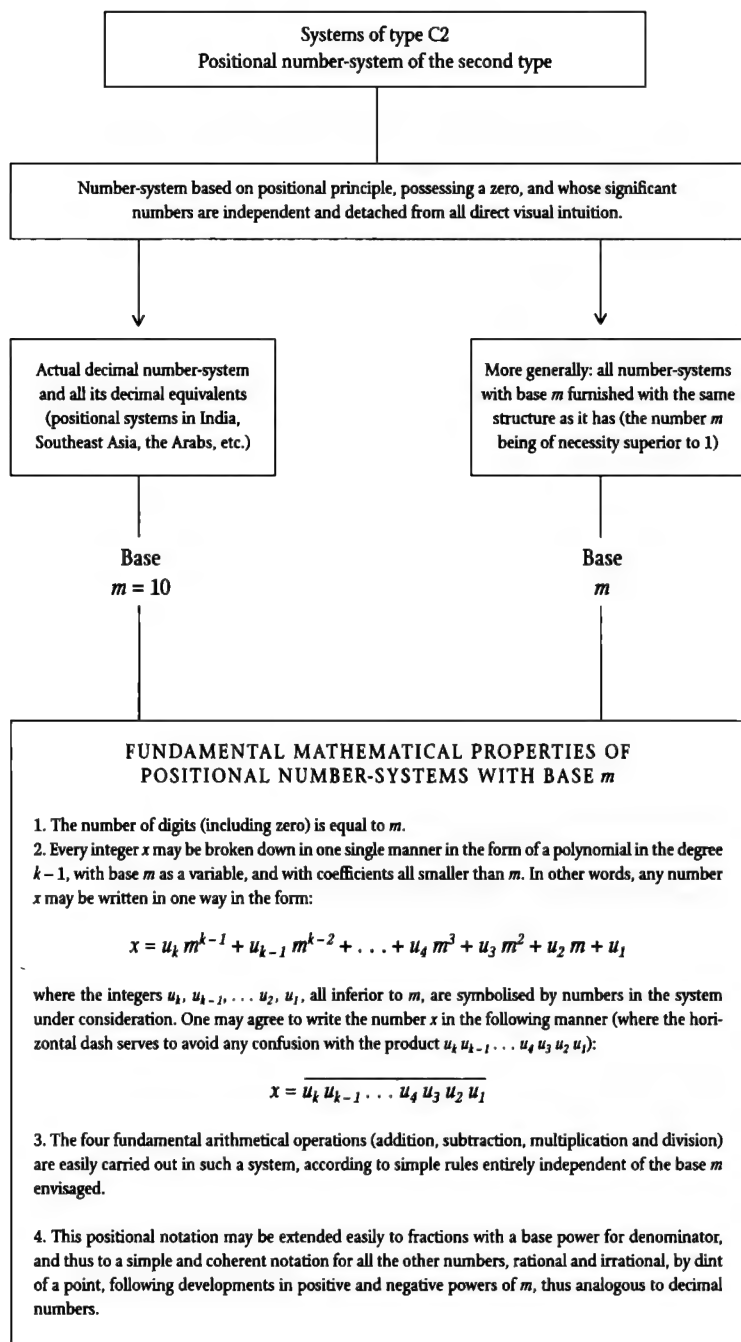 Systems of type C2
Positional number-system of the second type
Number-system based on positional principle, possessing a zero, and whose significant
numbers are independent and detached from all direct visual intuition.
Actual decimal number-system
and all its decimal equivalents
(positional systems in India,
Southeast Asia, the Arabs, etc.)
More generally: all number-systems
with base m furnished with the same
structure as it has (the number m
being of necessity superior to 1)
Base
m = 10
Base
m
FUNDAMENTAL MATHEMATICAL PROPERTIES OF
POSITIONAL NUMBER-SYSTEMS WITH BASE m
1. The number of digits (including zero) is equal to m.
2. Every integer x may be broken down in one single manner in the form of a polynomial in the degree
k – 1, with base m as a variable, and with coefficients all smaller than m. In other words, any number
x may be written in one way in the form:
x = u_k m^{k–1} + u_{k–1} m^{k–2} + . . . + u_4 m^3 + u_3 m^2 + u_2 m + u_1
where the integers u_k, u_{k–1}, . . . u_2, u_1, all inferior to m, are symbolised by numbers in the system
under consideration. One may agree to write the number x in the following manner (where the hori-
zontal dash serves to avoid any confusion with the product u_k u_{k–1} . . . u_4 u_3 u_2 u_1):
x = \overline{u_k u_{k–1} . . . u_4 u_3 u_2 u_1}
3. The four fundamental arithmetical operations (addition, subtraction, multiplication and division)
are easily carried out in such a system, according to simple rules entirely independent of the base m
envisaged.
4. This positional notation may be extended easily to fractions with a base power for denominator,
and thus to a simple and coherent notation for all the other numbers, rational and irrational, by dint
of a point, following developments in positive and negative powers of m, thus analogous to decimal
numbers.